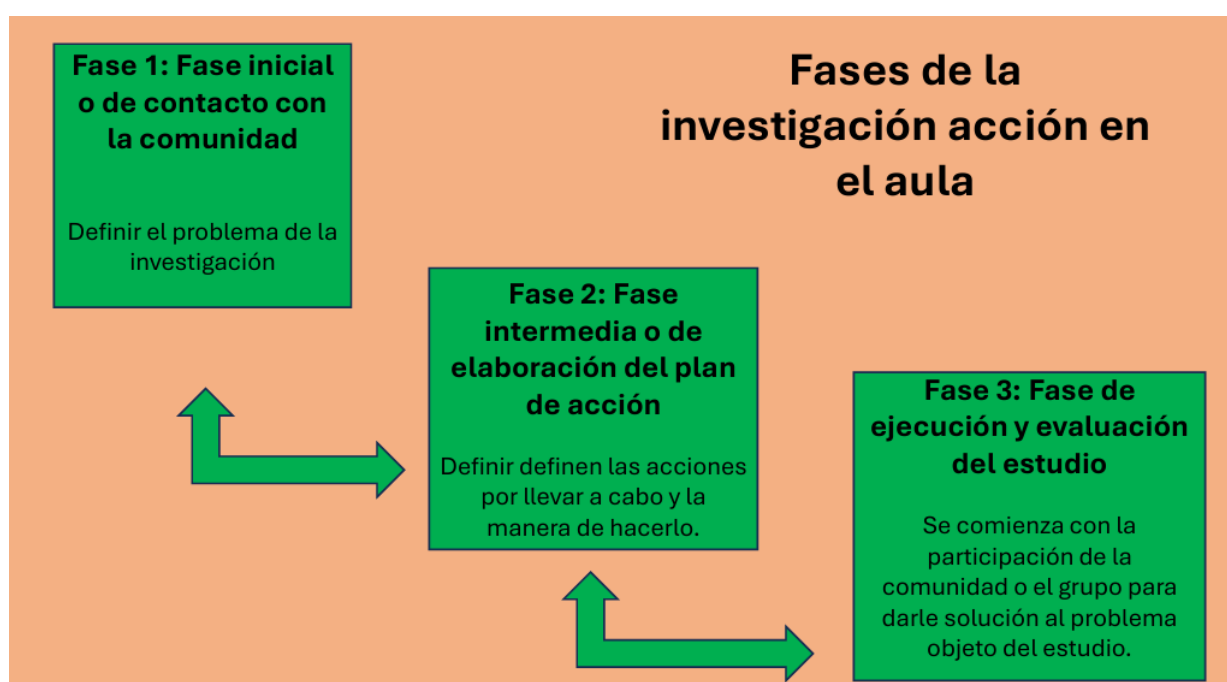 Fases de la
investigación acción en
el aula
Fase 1: Fase inicial
o de contacto con
la comunidad
Definir el problema de la
investigación
Fase 2: Fase
intermedia o de
elaboración del plan
de acción
Definir definen las acciones
por llevar a cabo y la
manera de hacerlo.
Fase 3: Fase de
ejecución y evaluación
del estudio
Se comienza con la
participación de la
comunidad o el grupo para
darle solución al problema
objeto del estudio.